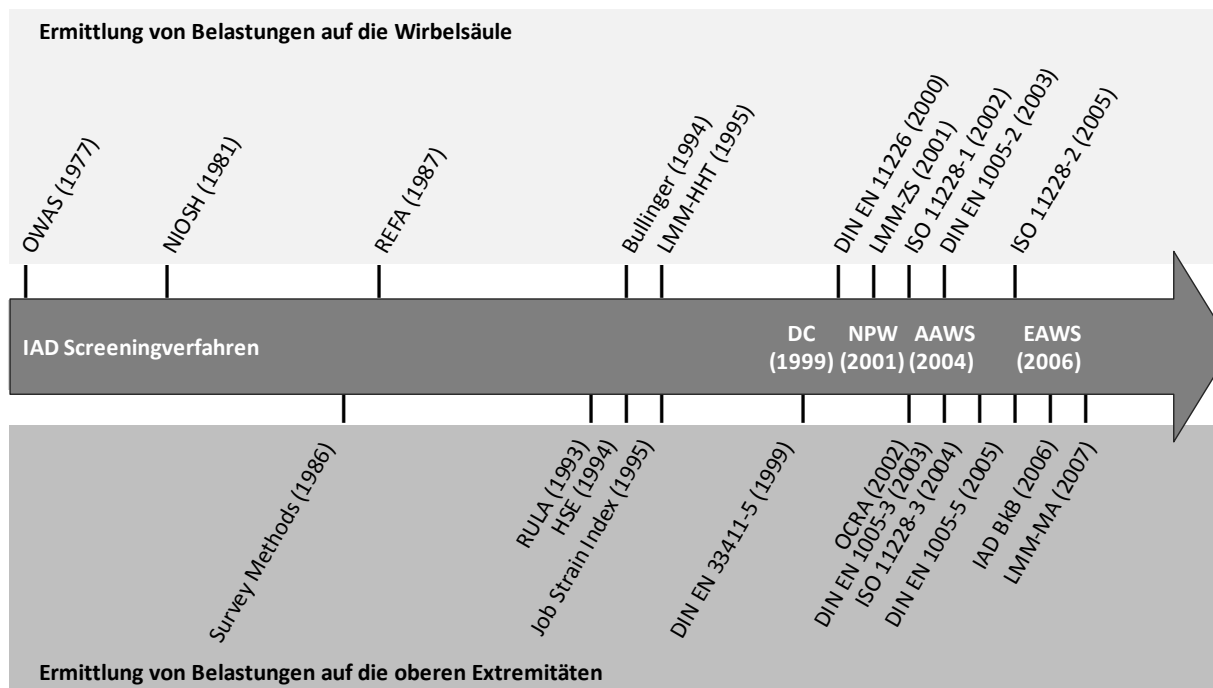 Ermittlung von Belastungen auf die Wirbelsäule
OWAS (1977)
NIOSH (1981)
REFA (1987)
Bullinger (1994)
LMM-HHT (1995)
DIN EN 11226 (2000)
LMM-ZS (2001)
ISO 11228-1 (2002)
DIN EN 1005-2 (2003)
ISO 11228-2 (2005)
IAD Screeningverfahren
DC
(1999)
NPW
(2001)
AAWS
(2004)
EAWS
(2006)
Survey Methods (1986)
RULA (1993)
HSE (1994)
Job Strain Index (1995)
DIN EN 33411-5 (1999)
OCRA (2002)
DIN EN 1005-3 (2003)
ISO 11228-3 (2004)
DIN EN 1005-5 (2005)
IAD BkB (2006)
LMM-MA (2007)
Ermittlung von Belastungen auf die oberen Extremitäten